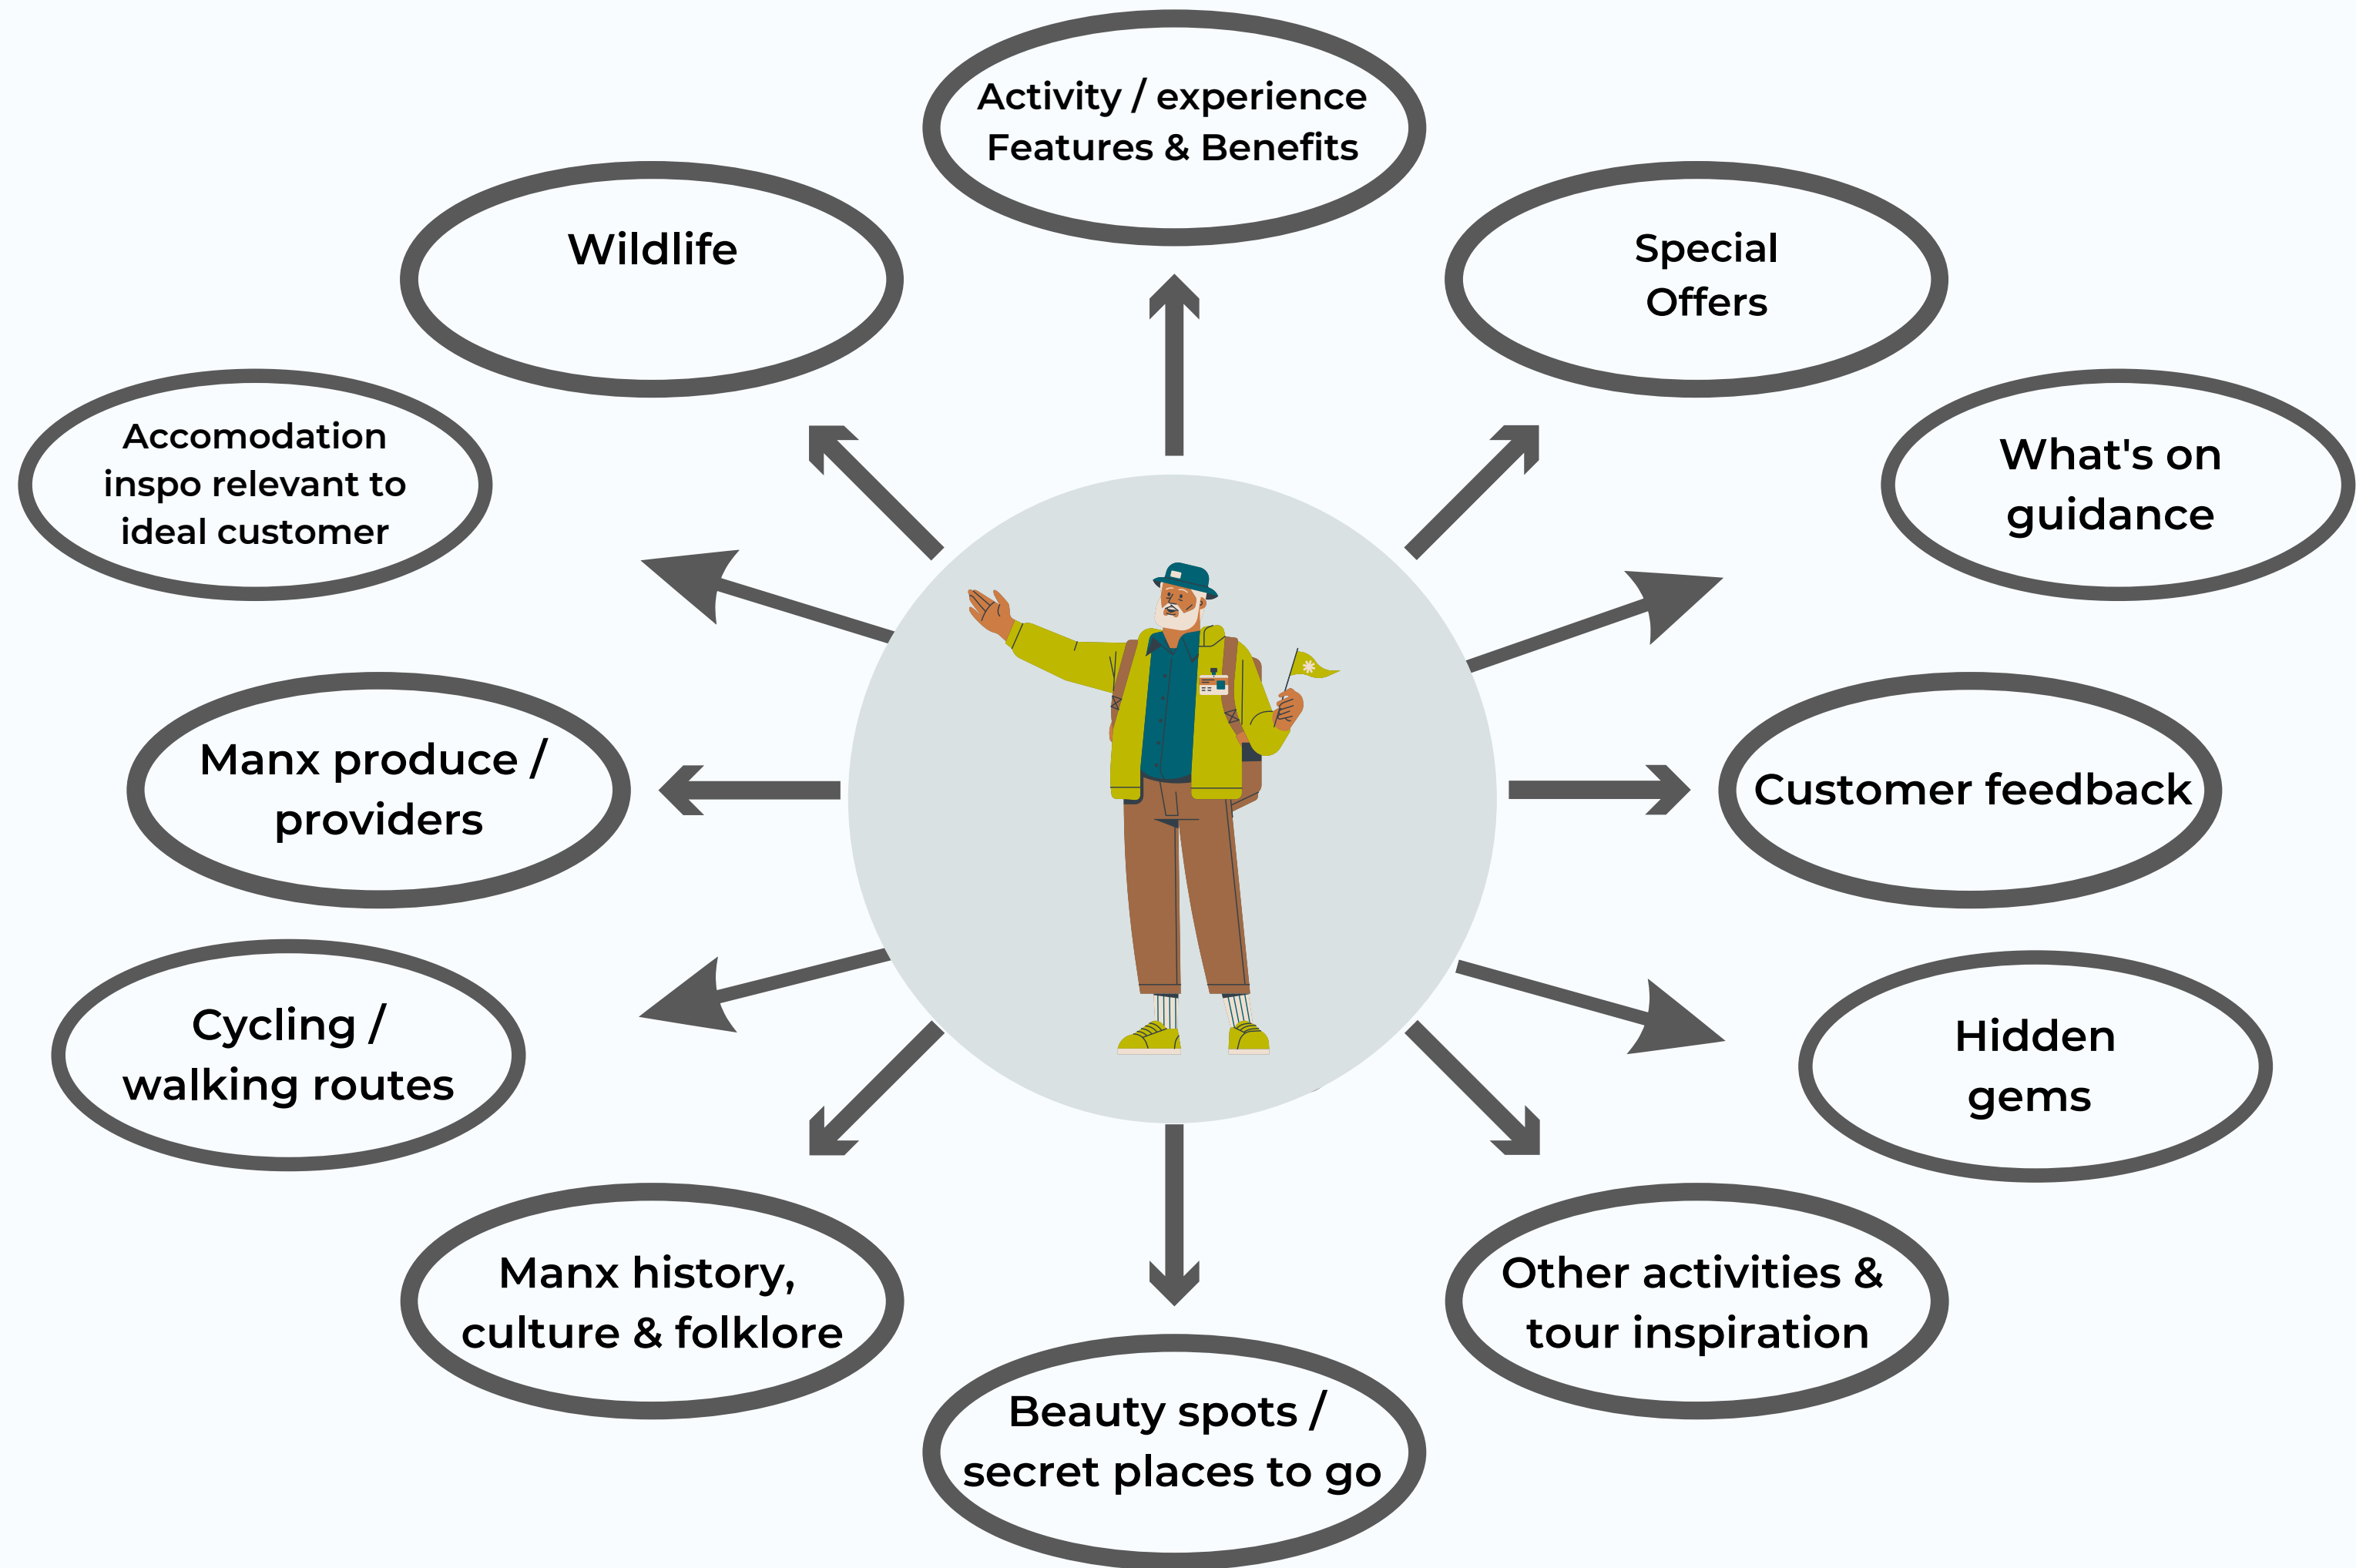 Activity / experience
Features & Benefits
Wildlife
Special
Offers
Accomodation
inspo relevant to
ideal customer
What's on
guidance
Manx produce /
providers
Customer feedback
Cycling /
walking routes
Hidden
gems
Manx history,
culture & folklore
Other activities &
tour inspiration
Beauty spots /
secret places to go